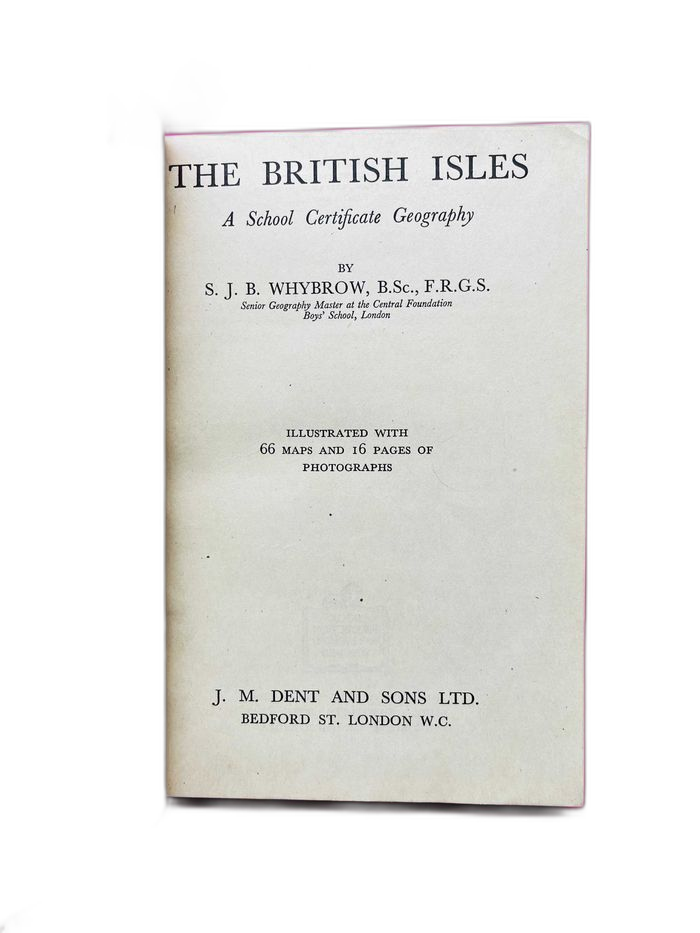 THE BRITISH ISLES
A School Certificate Geography
BY
S. J. B. WHYBROW, B.Sc., F.R.G.S.
Senior Geography Master at the Central Foundation
Boys' School, London
ILLUSTRATED WITH
66 MAPS AND 16 PAGES OF
PHOTOGRAPHS
J. M. DENT AND SONS LTD.
BEDFORD ST. LONDON W.C.